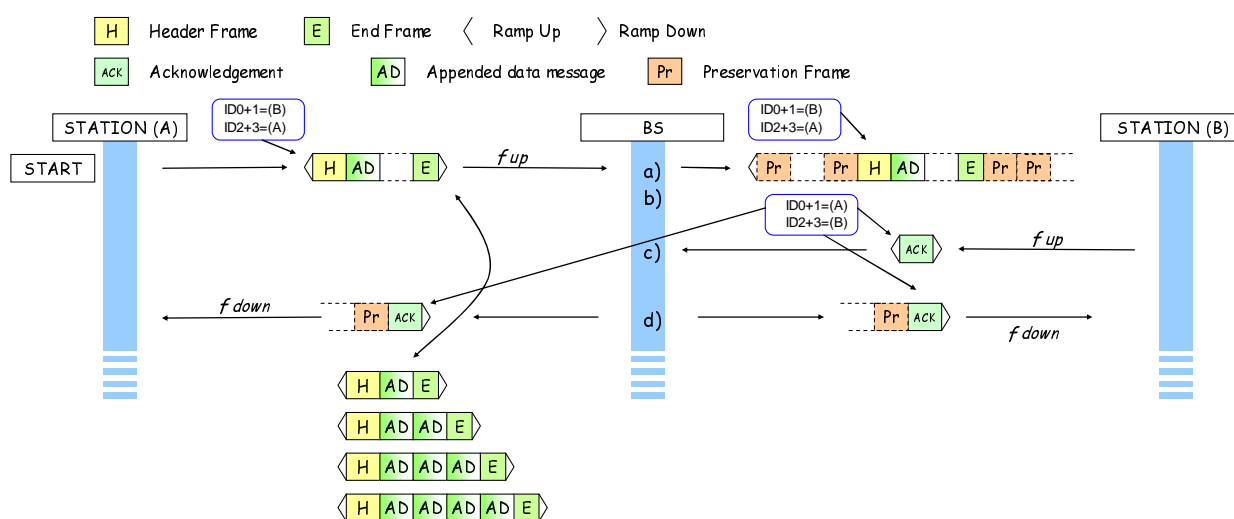 H Header Frame E End Frame Ramp Up Ramp Down
ACK Acknowledgement AD Appended data message Pr Preservation Frame
STATION (A)
ID0+1=(B)
ID2+3=(A)
BS
ID0+1=(B)
ID2+3=(A)
STATION (B)
START
H AD E
f up
a)
Pr Pr H AD E Pr Pr
b)
ID0+1=(A)
ID2+3=(B)
c)
ACK
f up
f down
Pr ACK
d)
Pr ACK
f down
H AD E
H AD AD E
H AD AD AD E
H AD AD AD AD E